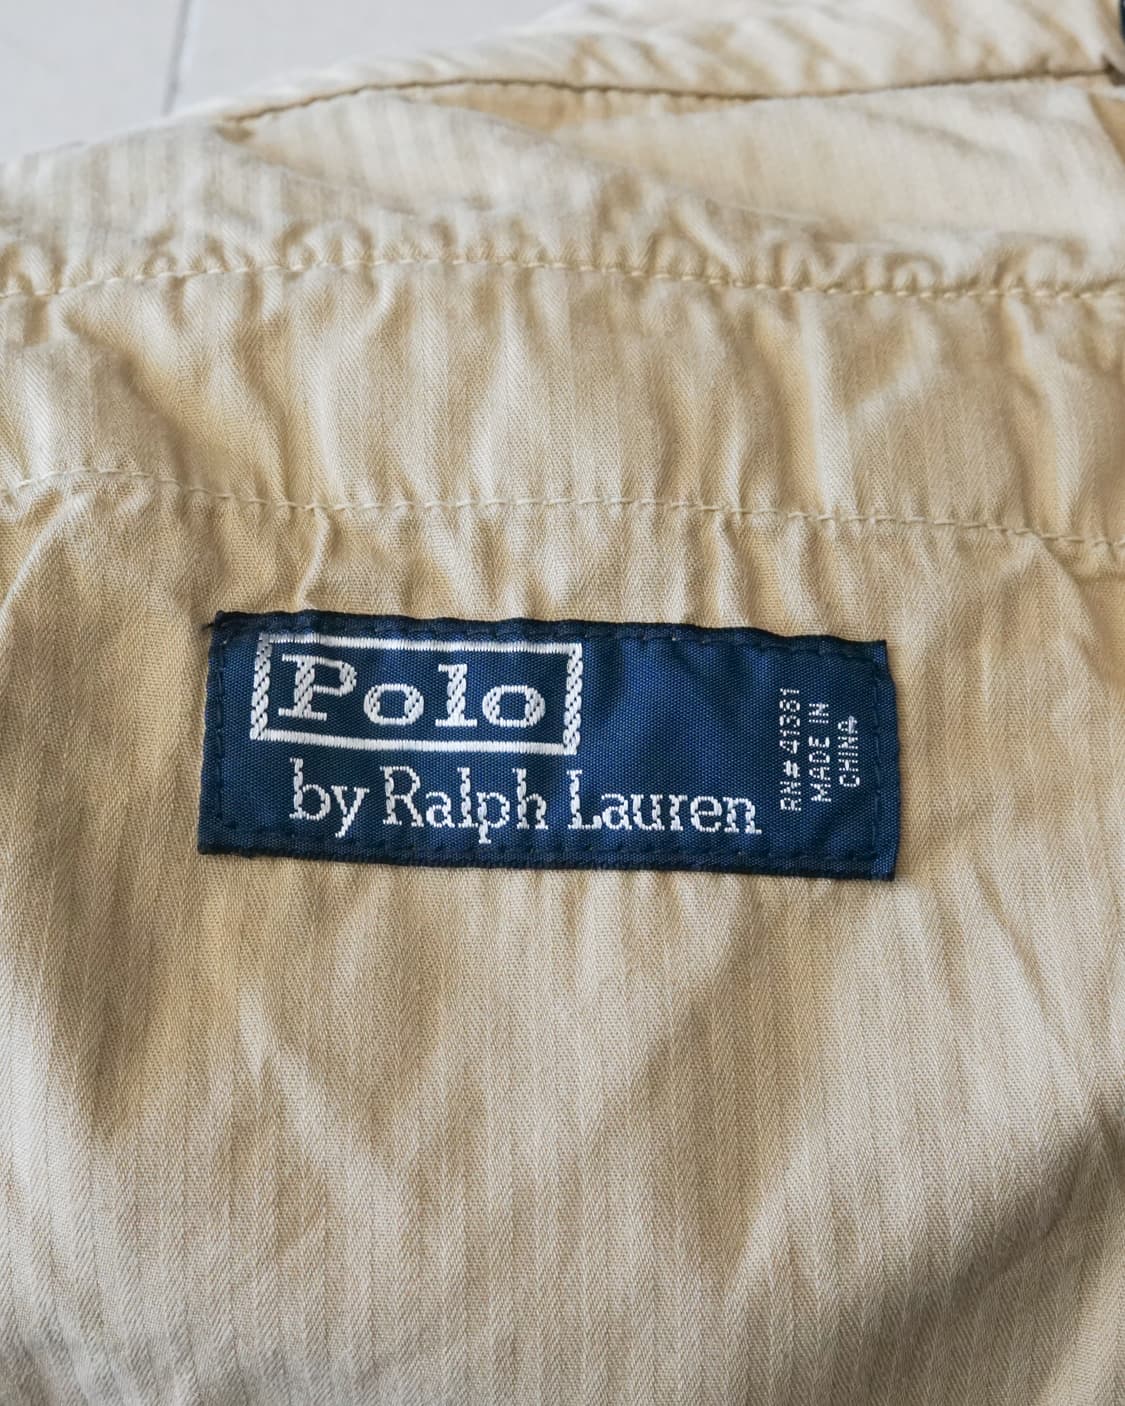 Polo
by Ralph Lauren
RN# 41381
MADE IN
CHINA